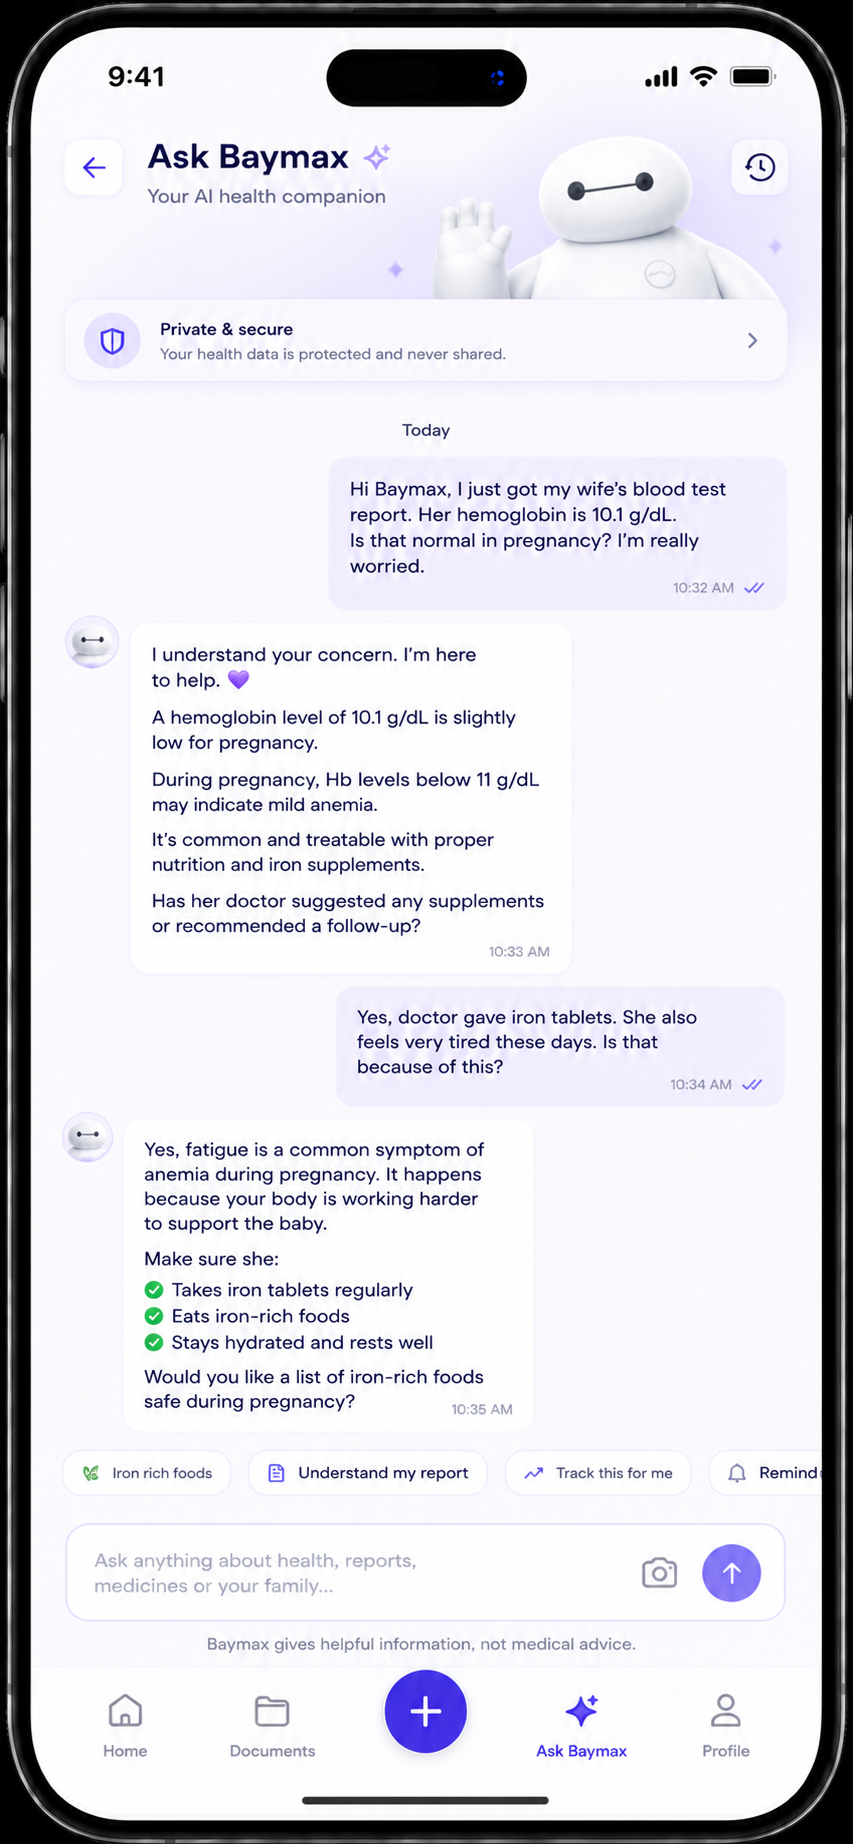 9:41
Ask Baymax
Your AI health companion
Private & secure
Your health data is protected and never shared.
Today
Hi Baymax, I just got my wife's blood test
report. Her hemoglobin is 10.1 g/dL.
Is that normal in pregnancy? I'm really
worried.
10:32 AM
I understand your concern. I'm here
to help. 💜
A hemoglobin level of 10.1 g/dL is slightly
low for pregnancy.
During pregnancy, Hb levels below 11 g/dL
may indicate mild anemia.
It's common and treatable with proper
nutrition and iron supplements.
Has her doctor suggested any supplements
or recommended a follow-up?
10:33 AM
Yes, doctor gave iron tablets. She also
feels very tired these days. Is that
because of this?
10:34 AM
Yes, fatigue is a common symptom of
anemia during pregnancy. It happens
because your body is working harder
to support the baby.
Make sure she:
✅ Takes iron tablets regularly
✅ Eats iron-rich foods
✅ Stays hydrated and rests well
Would you like a list of iron-rich foods
safe during pregnancy?
10:35 AM
Iron rich foods
Understand my report
Track this for me
Remind
Ask anything about health, reports,
medicines or your family...
Baymax gives helpful information, not medical advice.
Home
Documents
Ask Baymax
Profile